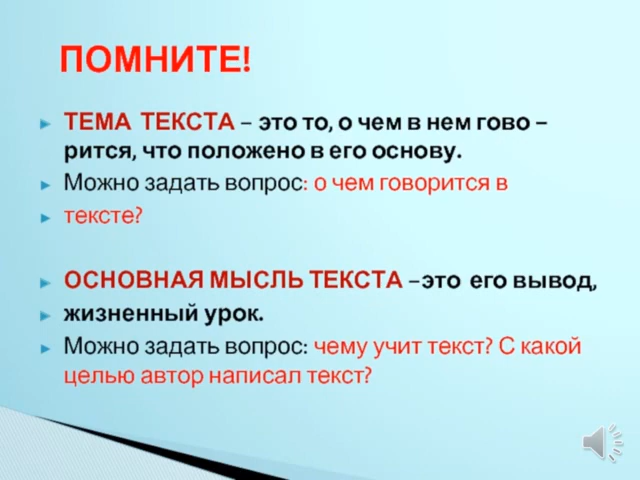 ПОМНИТЕ!
ТЕМА ТЕКСТА – это то, о чем в нем гово –
рится, что положено в его основу.
Можно задать вопрос: о чем говорится в
тексте?
ОСНОВНАЯ МЫСЛЬ ТЕКСТА –это его вывод,
жизненный урок.
Можно задать вопрос: чему учит текст? С какой
целью автор написал текст?